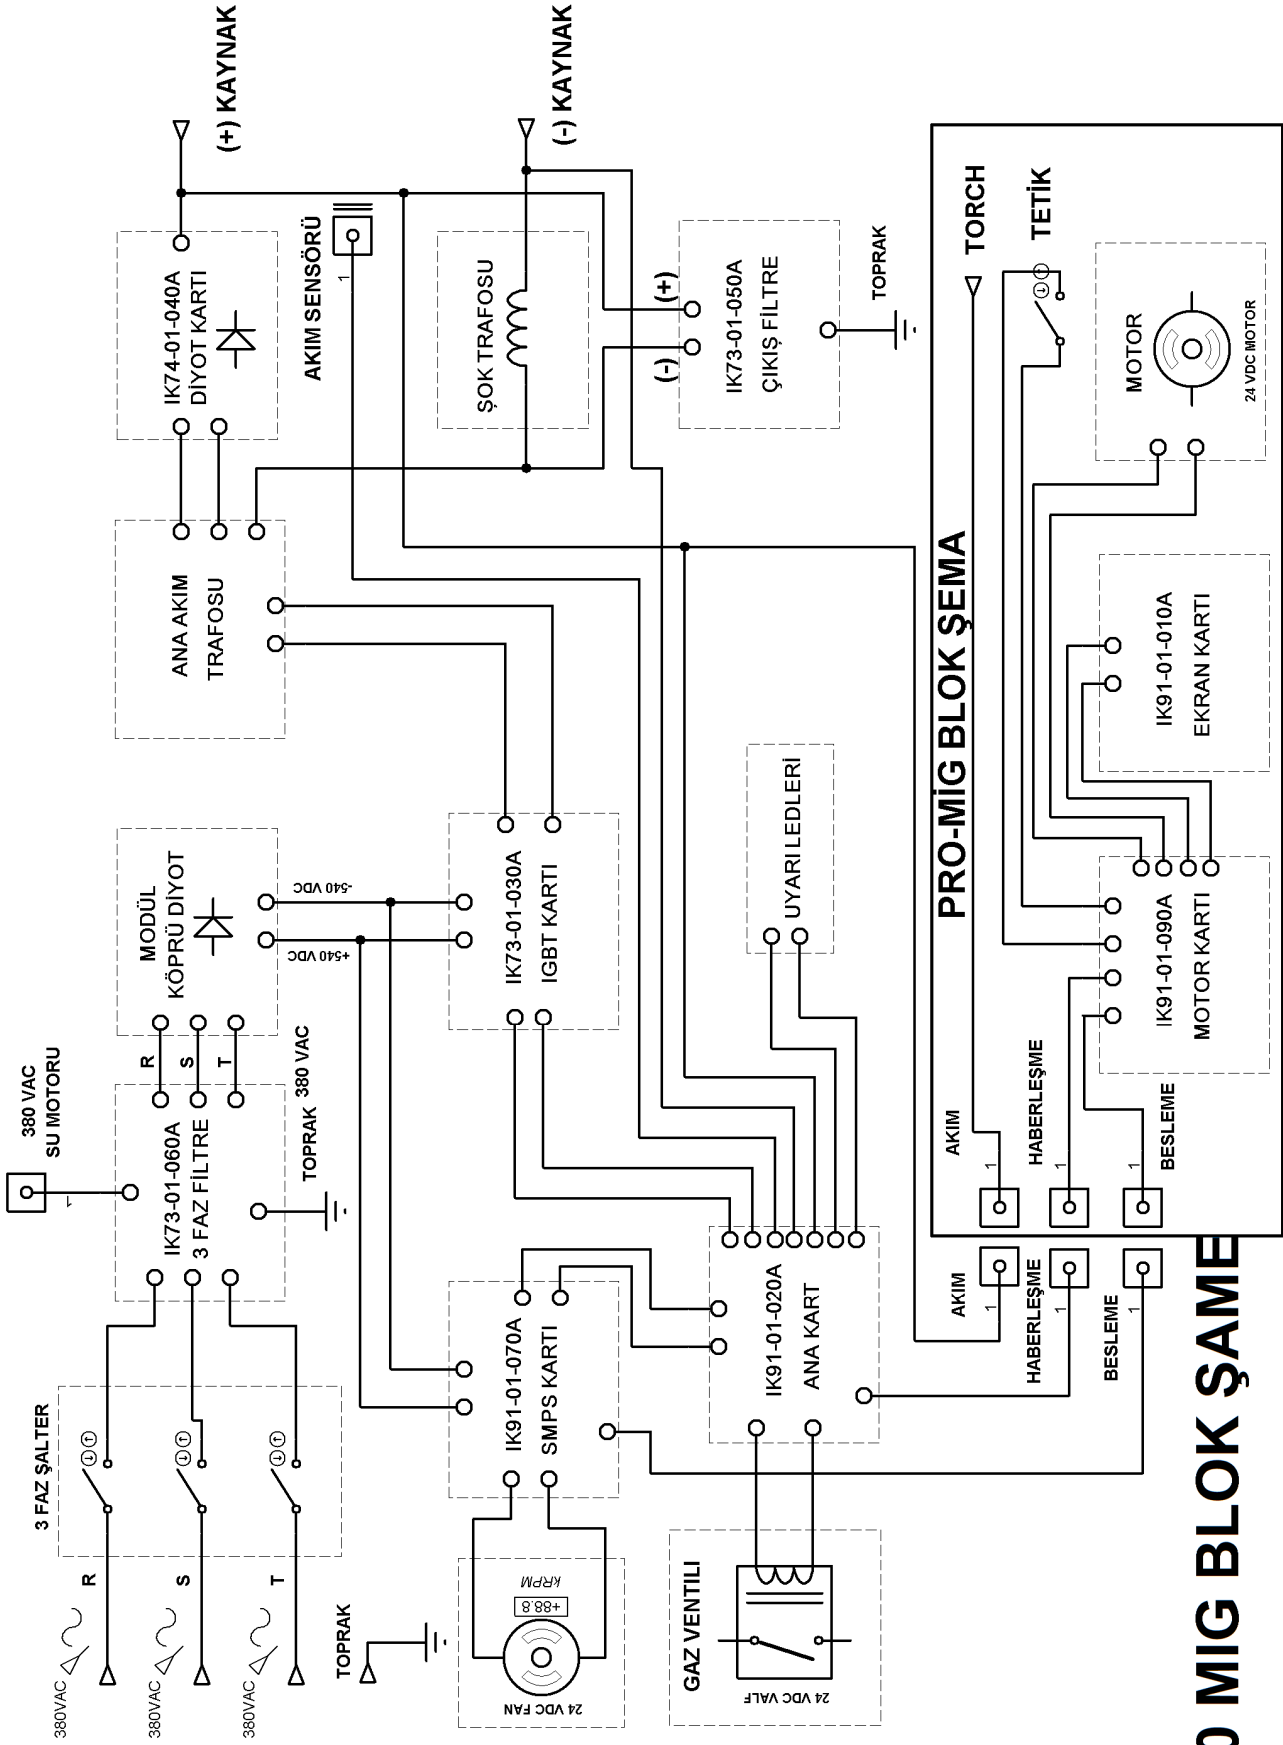 380VAC
380VAC
380VAC
R
S
T
3 FAZ ŞALTER
TOPRAK
380 VAC
SU MOTORU
1
IK73-01-060A
3 FAZ FİLTRE
TOPRAK
380 VAC
R
S
T
MODÜL
KÖPRÜ DİYOT
-540 VDC
+540 VDC
ANA AKIM
TRAFOSU
IK74-01-040A
DİYOT KARTI
(+) KAYNAK
AKIM SENSÖRÜ
1
ŞOK TRAFOSU
(-) KAYNAK
24 VDC FAN
+88.8
kRPM
IK91-01-070A
SMPS KARTI
IK73-01-030A
IGBT KARTI
(-)
(+)
IK73-01-050A
ÇIKIŞ FİLTRE
TOPRAK
GAZ VENTILI
24 VDC VALF
IK91-01-020A
ANA KART
UYARI LEDLERİ
AKIM
1
HABERLEŞME
1
BESLEME
1
PRO-MİG BLOK ŞEMA
TORCH
TETİK
AKIM
1
HABERLEŞME
1
BESLEME
1
IK91-01-090A
MOTOR KARTI
IK91-01-010A
EKRAN KARTI
MOTOR
24 VDC MOTOR
0 MIG BLOK ŞAME